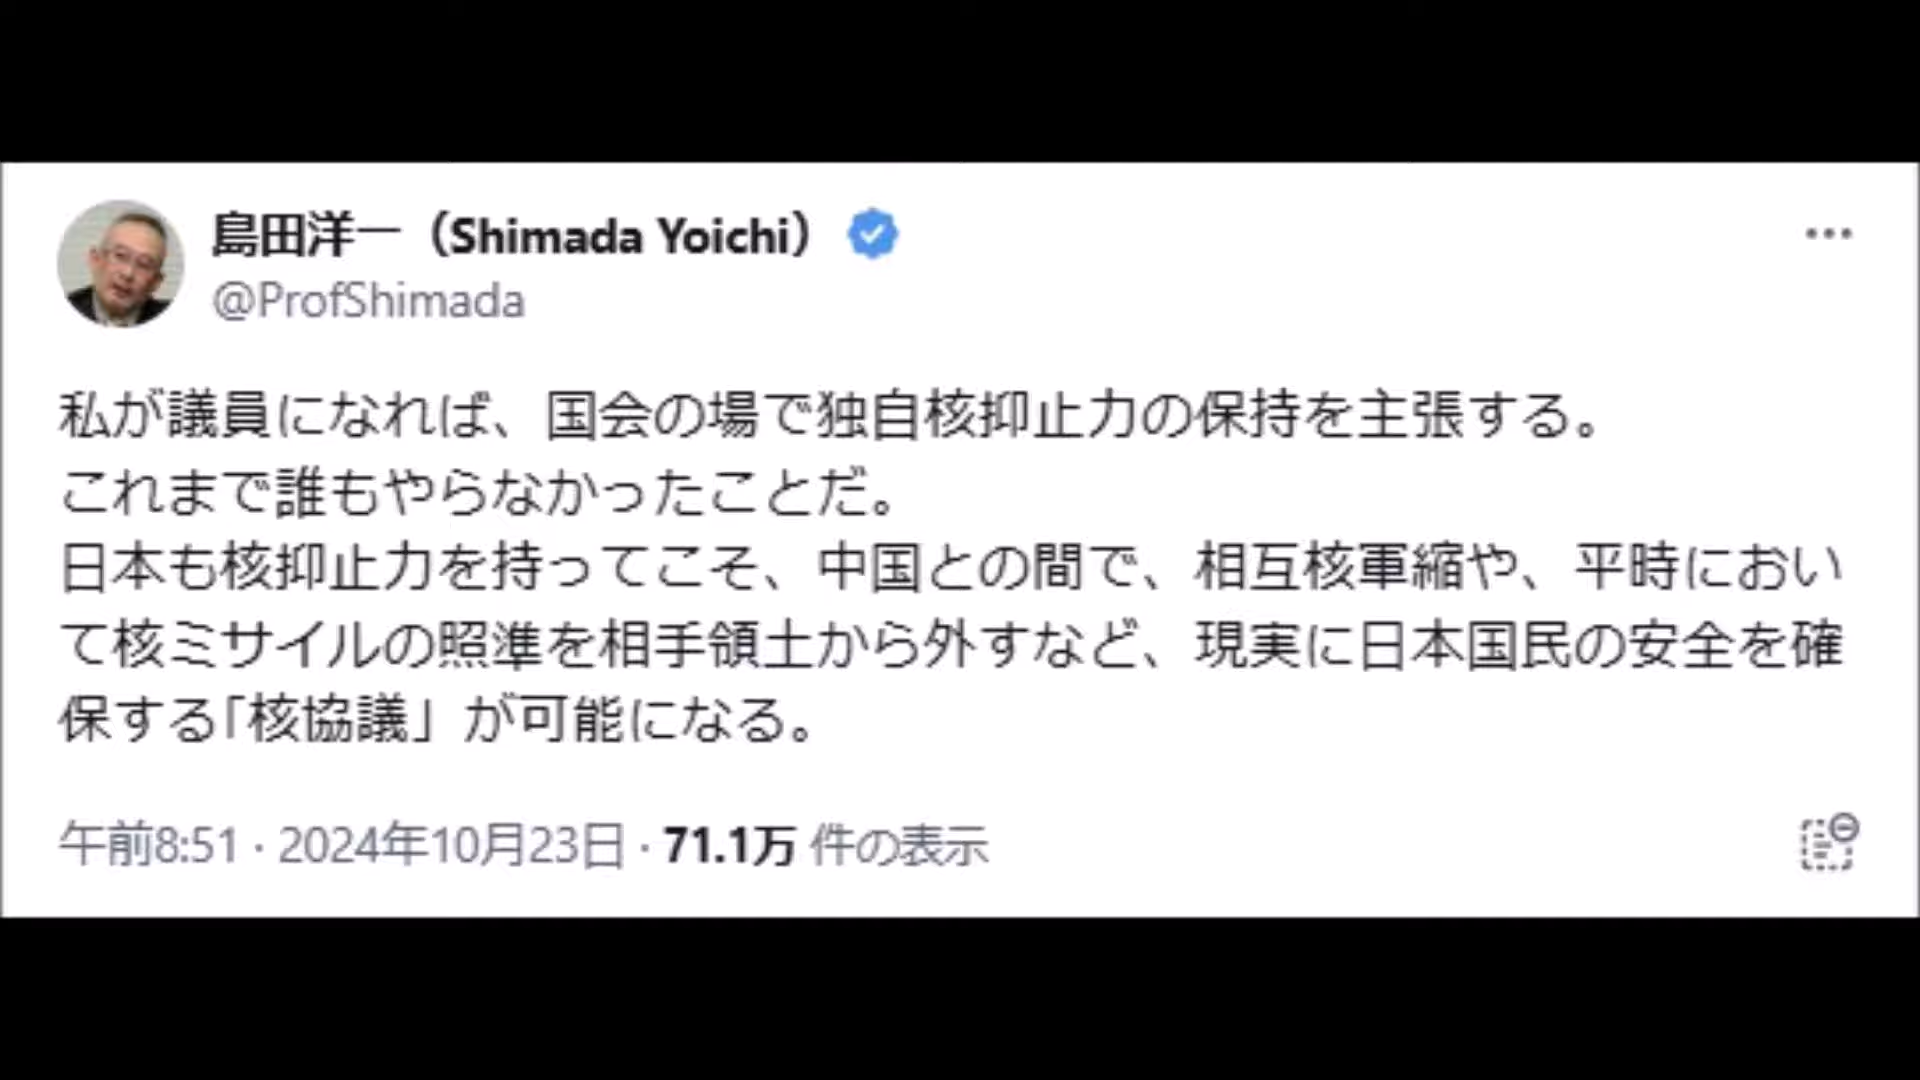 島田洋一（Shimada Yoichi）
@ProfShimada
私が議員になれば、国会の場で独自核抑止力の保持を主張する。
これまで誰もやらなかったことだ。
日本も核抑止力を持ってこそ、中国との間で、相互核軍縮や、平時におい
て核ミサイルの照準を相手領土から外すなど、現実に日本国民の安全を確
保する「核協議」が可能になる。
午前8:51 · 2024年10月23日 · 71.1万 件の表示